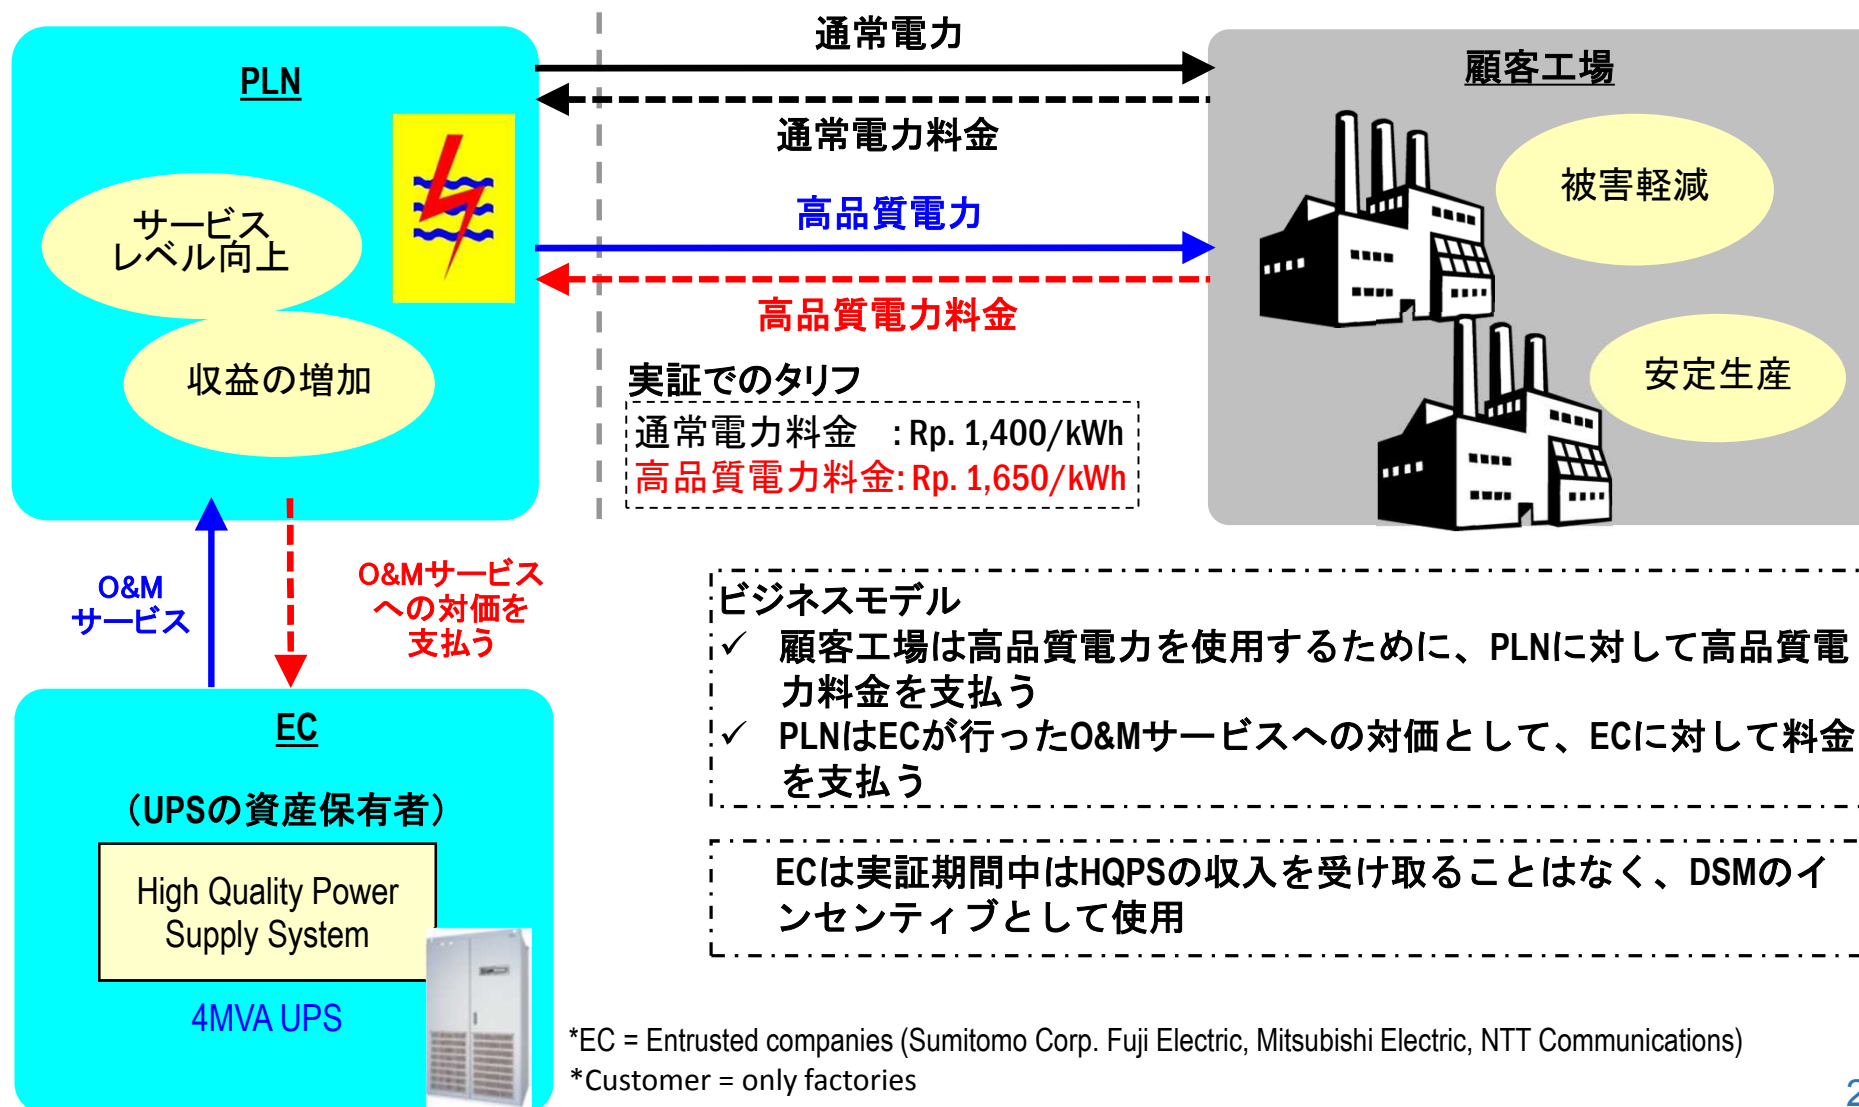 通常電力
PLN
顧客工場
通常電力料金
被害軽減
サービス
レベル向上
高品質電力
高品質電力料金
収益の増加
安定生産
実証でのタリフ
通常電力料金 : Rp. 1,400/kWh
高品質電力料金: Rp. 1,650/kWh
O&M
サービス
O&Mサービス
への対価を
支払う
ビジネスモデル
✓ 顧客工場は高品質電力を使用するために、PLNに対して高品質電
力料金を支払う
✓ PLNはECが行ったO&Mサービスへの対価として、ECに対して料金
を支払う
EC
（UPSの資産保有者）
High Quality Power
Supply System
4MVA UPS
ECは実証期間中はHQPSの収入を受け取ることはなく、DSMのイ
ンセンティブとして使用
*EC = Entrusted companies (Sumitomo Corp. Fuji Electric, Mitsubishi Electric, NTT Communications)
*Customer = only factories
2